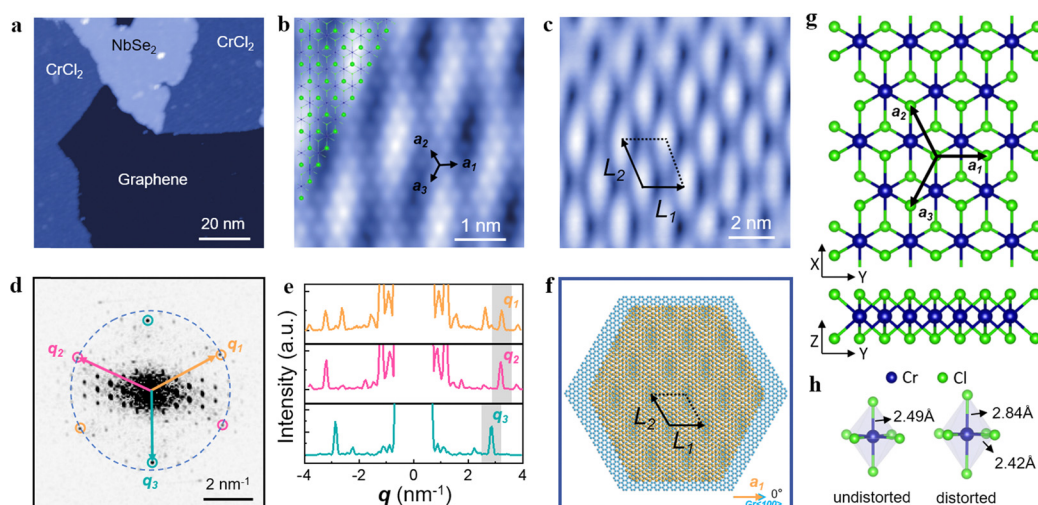 a
NbSe2
CrCl2
CrCl2
Graphene
20 nm
b
a2
a1
a3
1 nm
c
L2
L1
2 nm
d
q2
q1
q3
2 nm-1
e
Intensity (a.u.)
q1
q2
q3
-4 -2 0 2 4
q (nm-1)
f
L2
L1
a1
0°
Gr<100>
g
a2
a1
a3
X
Y
Z
Y
Cr Cl
h
2.49Å
2.84Å
2.42Å
undistorted
distorted